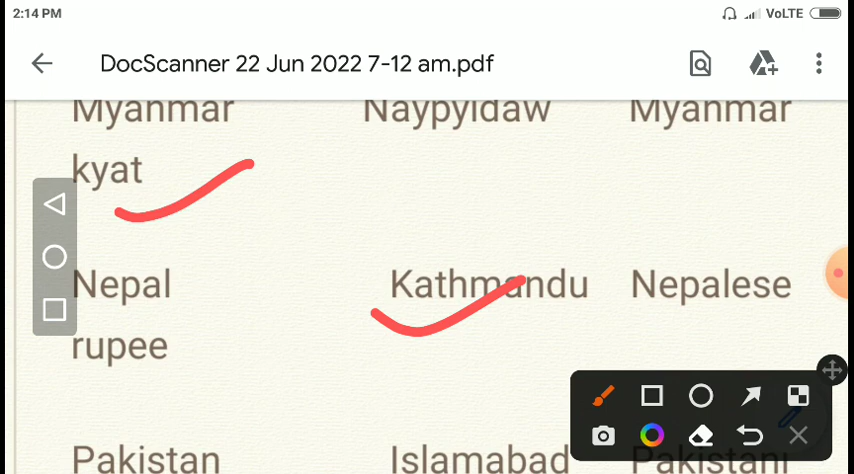 2:14 PM VoLTE
DocScanner 22 Jun 2022 7-12 am.pdf
Myanmar Naypyidaw Myanmar
kyat
Nepal Kathmandu Nepalese
rupee
Pakistan Islamabad Pakistani